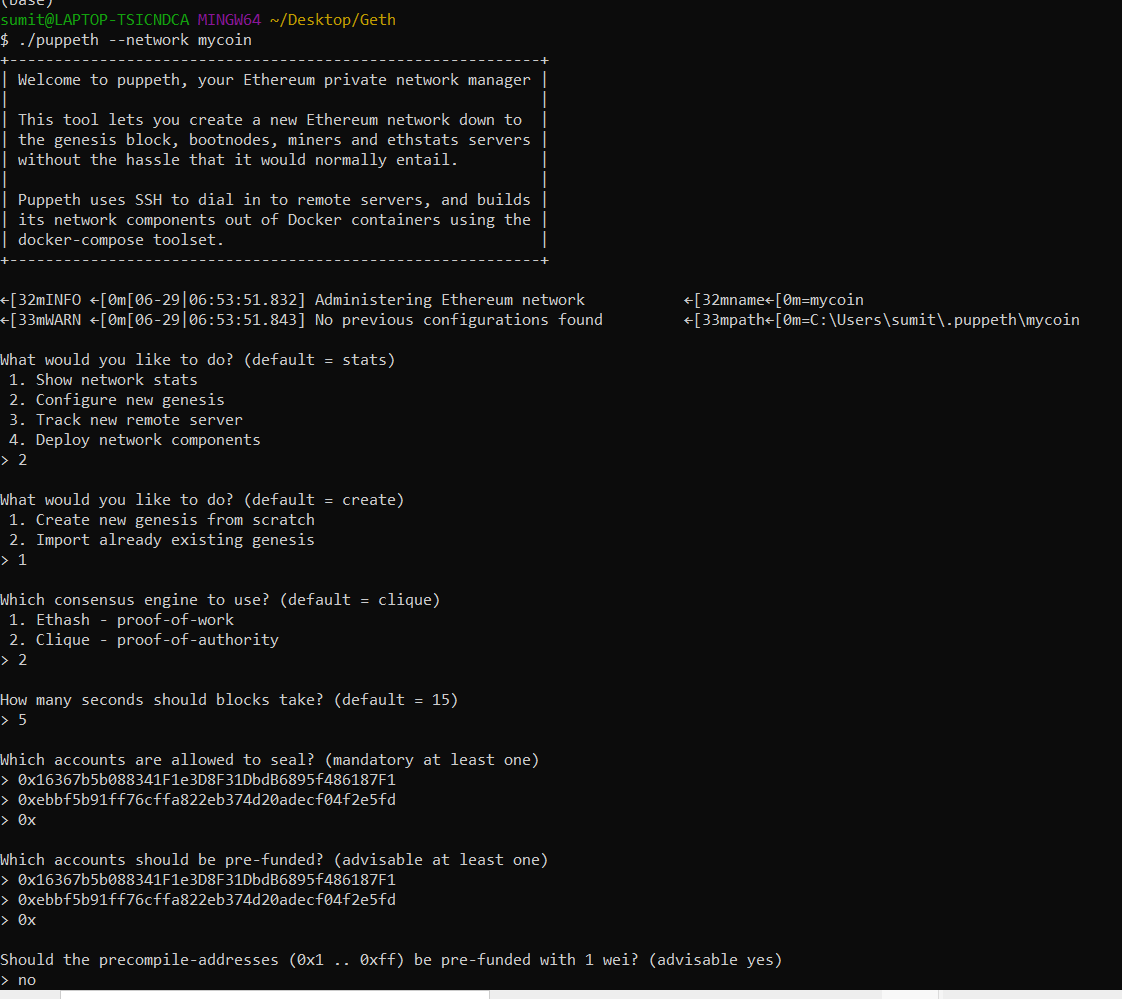 (base)
sumit@LAPTOP-TSICNDCA MINGW64 ~/Desktop/Geth
$ ./puppeth --network mycoin
+-----------------------------------------------------------+
| Welcome to puppeth, your Ethereum private network manager |
|                                                           |
| This tool lets you create a new Ethereum network down to  |
| the genesis block, bootnodes, miners and ethstats servers |
| without the hassle that it would normally entail.         |
|                                                           |
| Puppeth uses SSH to dial in to remote servers, and builds |
| its network components out of Docker containers using the |
| docker-compose toolset.                                   |
+-----------------------------------------------------------+
←[32mINFO ←[0m[06-29|06:53:51.832] Administering Ethereum network           ←[32mname←[0m=mycoin
←[33mWARN ←[0m[06-29|06:53:51.843] No previous configurations found         ←[33mpath←[0m=C:\Users\sumit\.puppeth\mycoin
What would you like to do? (default = stats)
 1. Show network stats
 2. Configure new genesis
 3. Track new remote server
 4. Deploy network components
> 2
What would you like to do? (default = create)
 1. Create new genesis from scratch
 2. Import already existing genesis
> 1
Which consensus engine to use? (default = clique)
 1. Ethash - proof-of-work
 2. Clique - proof-of-authority
> 2
How many seconds should blocks take? (default = 15)
> 5
Which accounts are allowed to seal? (mandatory at least one)
> 0x16367b5b088341F1e3D8F31DbdB6895f486187F1
> 0xebbf5b91ff76cffa822eb374d20adecf04f2e5fd
> 0x
Which accounts should be pre-funded? (advisable at least one)
> 0x16367b5b088341F1e3D8F31DbdB6895f486187F1
> 0xebbf5b91ff76cffa822eb374d20adecf04f2e5fd
> 0x
Should the precompile-addresses (0x1 .. 0xff) be pre-funded with 1 wei? (advisable yes)
> no